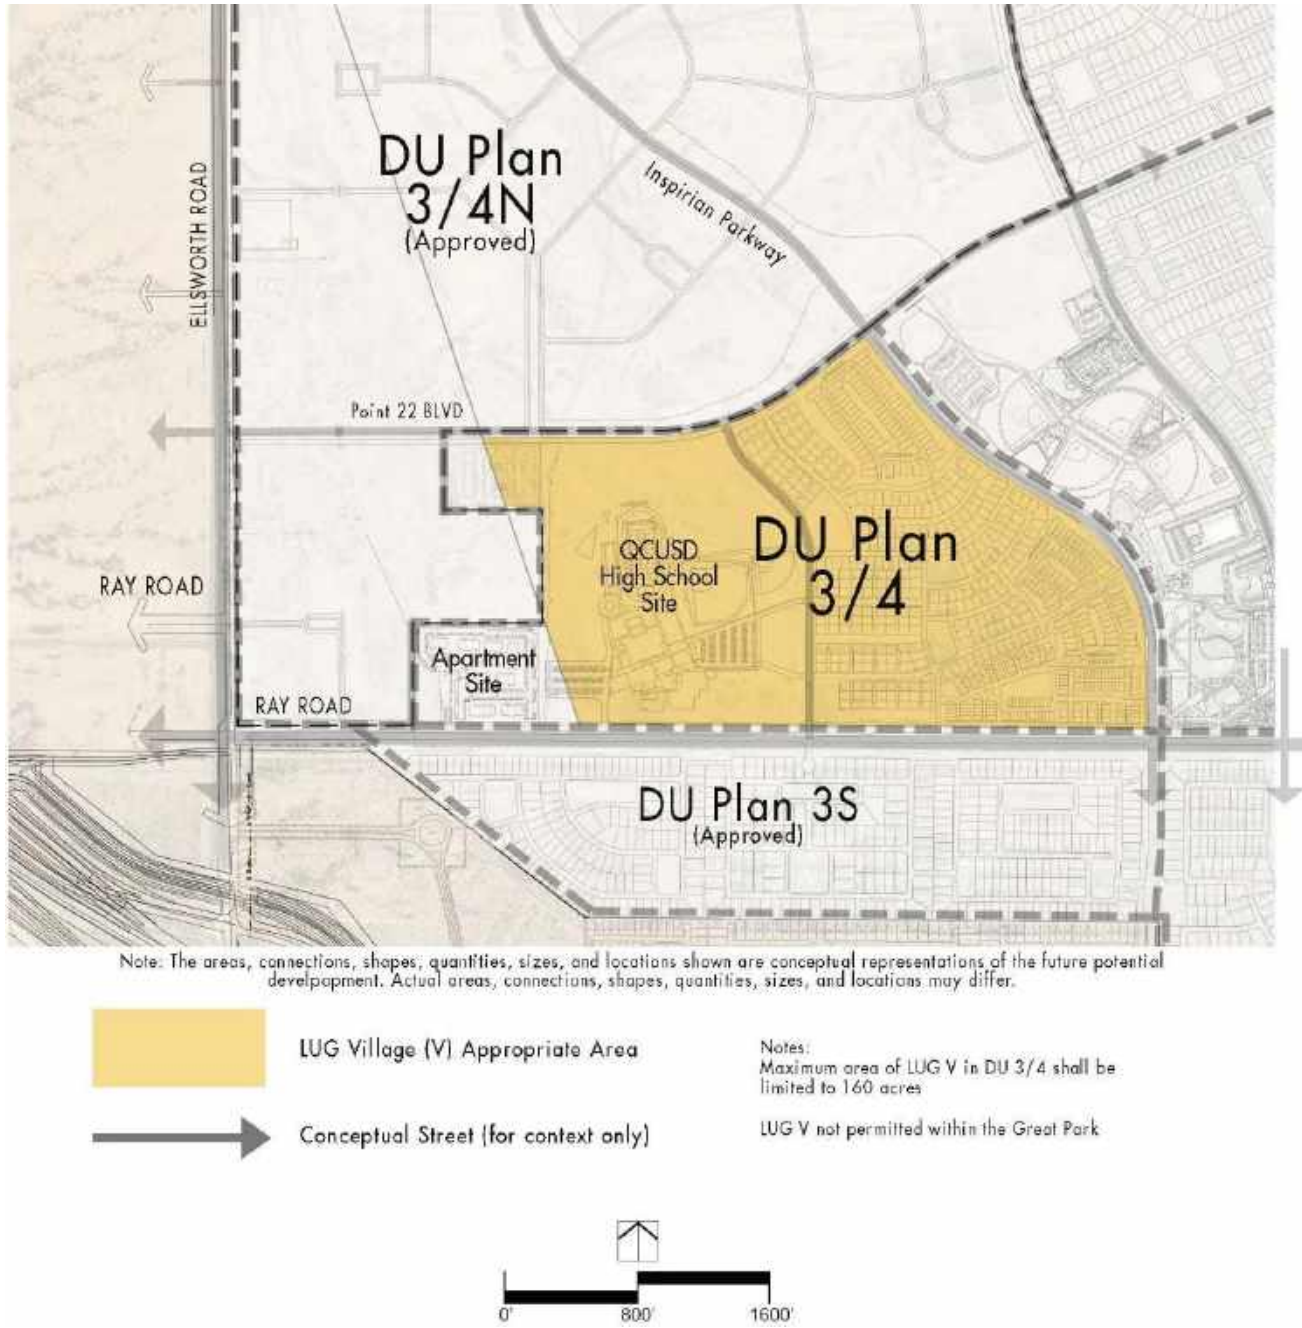 DU Plan
3/4N
(Approved)
Inspirian Parkway
ELLSWORTH ROAD
Point 22 BLVD
QCUSD
High School
Site
DU Plan
3/4
RAY ROAD
Apartment
Site
RAY ROAD
DU Plan 3S
(Approved)
Note: The areas, connections, shapes, quantities, sizes, and locations shown are conceptual representations of the future potential
develpopment. Actual areas, connections, shapes, quantities, sizes, and locations may differ.
LUG Village (V) Appropriate Area
Conceptual Street (for context only)
Notes:
Maximum area of LUG V in DU 3/4 shall be
limited to 160 acres
LUG V not permitted within the Great Park
0' 800' 1600'